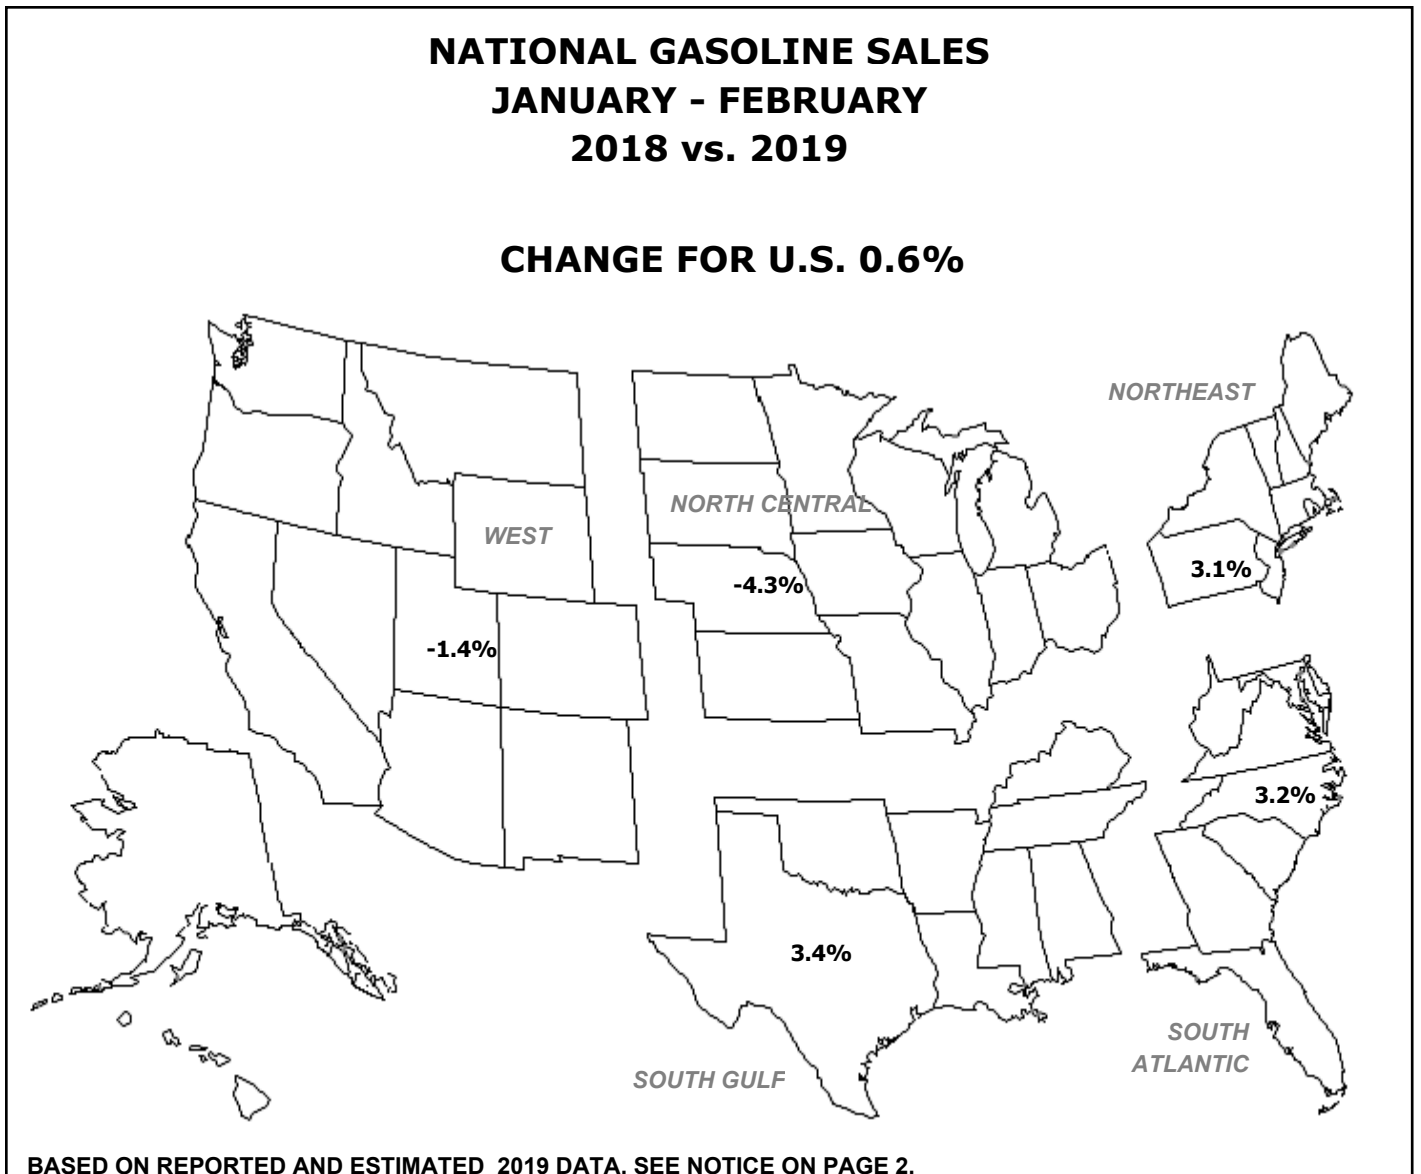 NATIONAL GASOLINE SALES
JANUARY - FEBRUARY
2018 vs. 2019
CHANGE FOR U.S. 0.6%
NORTHEAST
NORTH CENTRAL
WEST
3.1%
-4.3%
-1.4%
3.2%
3.4%
SOUTH
ATLANTIC
SOUTH GULF
BASED ON REPORTED AND ESTIMATED  2019 DATA. SEE NOTICE ON PAGE 2.